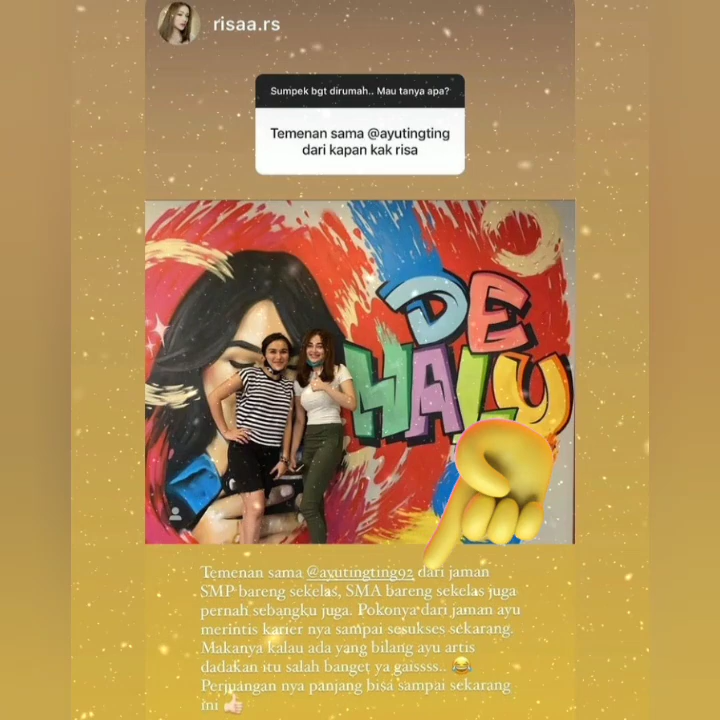 risaa.rs
Sumpek bgt dirumah.. Mau tanya apa?
Temenan sama @ayutingting
dari kapan kak risa
DE
HALU
Temenan sama @ayutingting92 dari jaman
SMP bareng sekelas, SMA bareng sekelas juga
pernah sebangku juga. Pokonya dari jaman ayu
merintis karier nya sampai sesukses sekarang.
Makanya kalau ada yang bilang ayu artis
dadakan itu salah banget ya gaissss.. 😂
Perjuangan nya panjang bisa sampai sekarang
ini 👍🏻